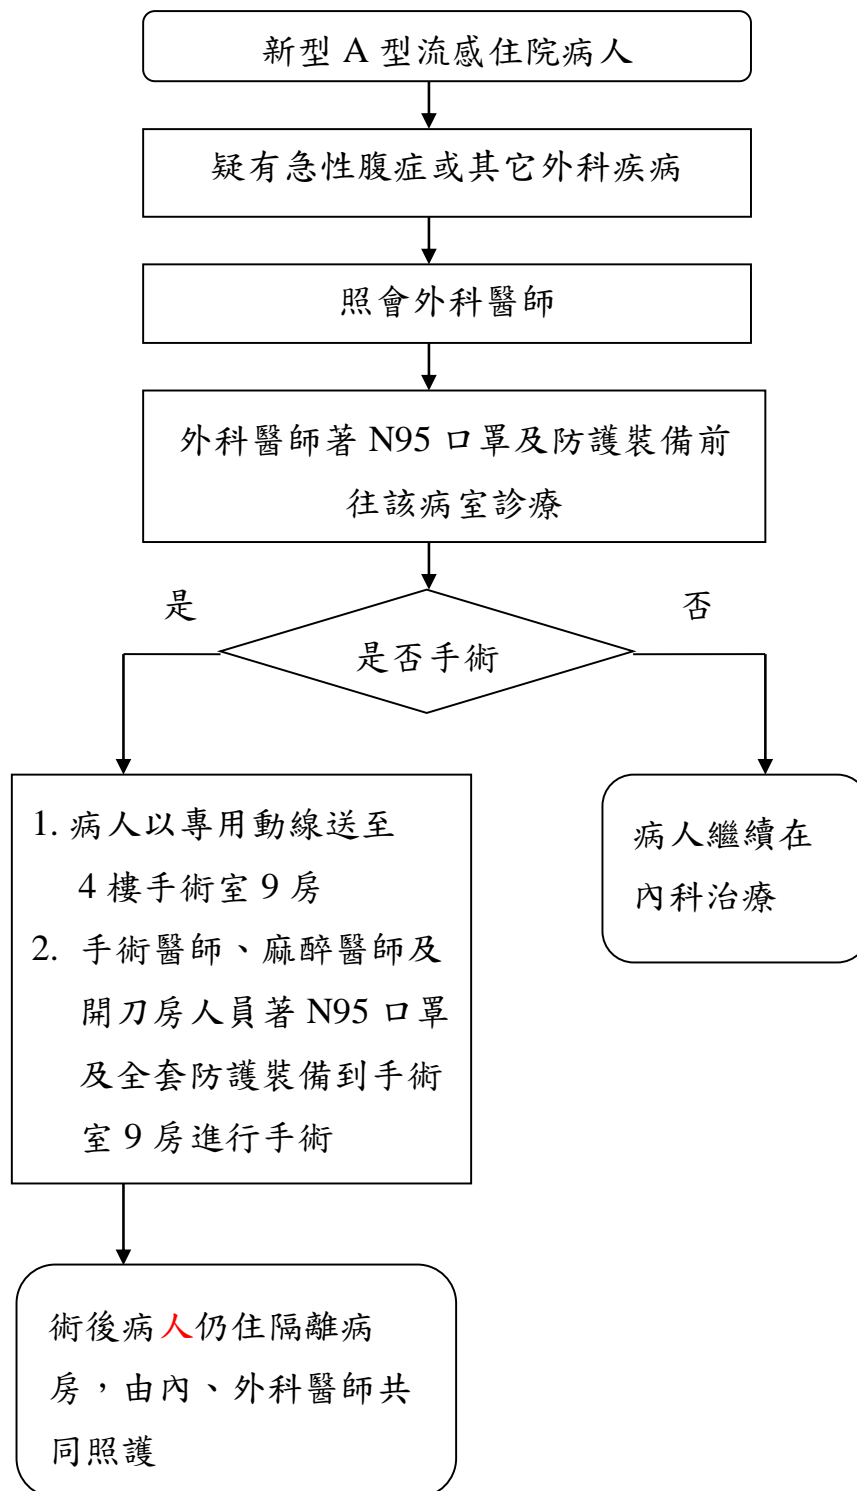 新型 A 型流感住院病人
疑有急性腹症或其它外科疾病
照會外科醫師
外科醫師著 N95 口罩及防護裝備前
往該病室診療
是
否
是否手術
1. 病人以專用動線送至
4 樓手術室 9 房
2. 手術醫師、麻醉醫師及
開刀房人員著 N95 口罩
及全套防護裝備到手術
室 9 房進行手術
病人繼續在
內科治療
術後病人仍住隔離病
房，由內、外科醫師共
同照護